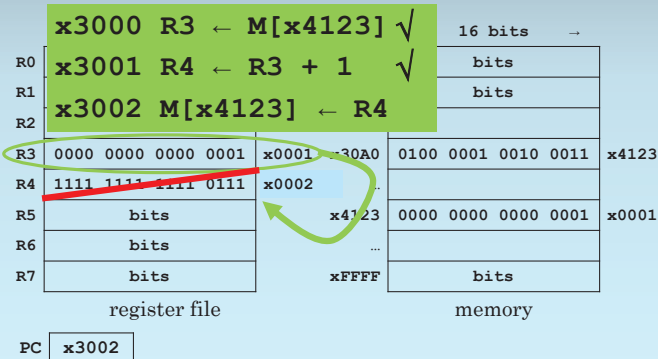 x3000 R3 ← M[x4123] √
x3001 R4 ← R3 + 1 √
x3002 M[x4123] ← R4
16 bits →
R0 bits
R1 bits
R2
R3 0000 0000 0000 0001 x0001 x30A0 0100 0001 0010 0011 x4123
R4 1111 1111 1111 0111 x0002 …
R5 bits x4123 0000 0000 0000 0001 x0001
R6 bits …
R7 bits xFFFF bits
register file memory
PC x3002